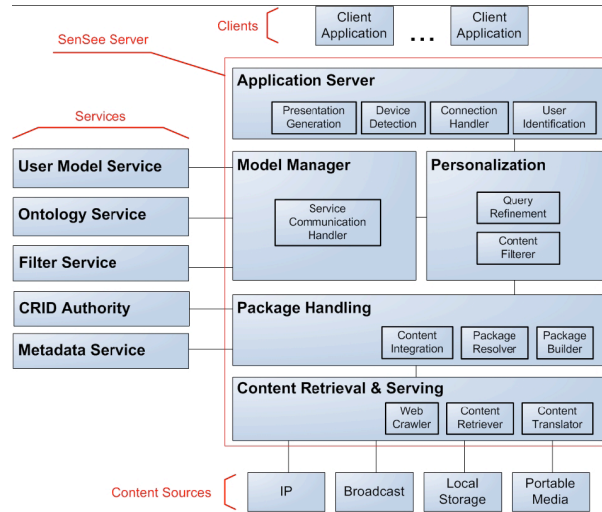 Clients
Client
Application
...
Client
Application
SenSee Server
Application Server
Presentation
Generation
Device
Detection
Connection
Handler
User
Identification
Services
User Model Service
Ontology Service
Filter Service
CRID Authority
Metadata Service
Model Manager
Service
Communication
Handler
Personalization
Query
Refinement
Content
Filterer
Package Handling
Content
Integration
Package
Resolver
Package
Builder
Content Retrieval & Serving
Web
Crawler
Content
Retriever
Content
Translator
Content Sources
IP
Broadcast
Local
Storage
Portable
Media